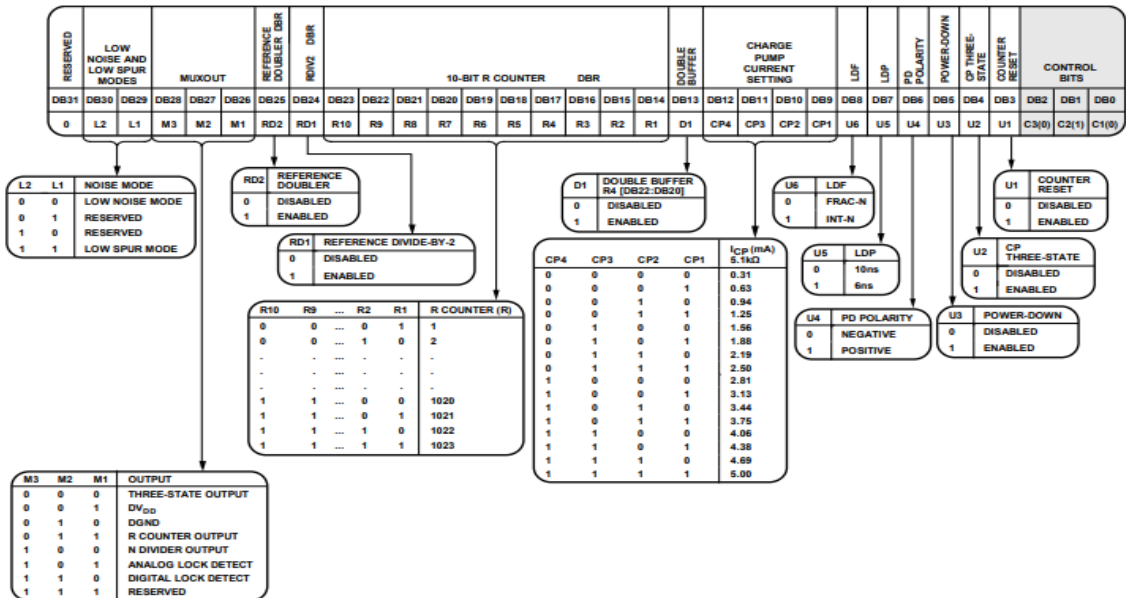 RESERVED
LOW NOISE AND LOW SPUR MODES
MUXOUT
REFERENCE DOUBLER DBR
RDIV2 DBR
10-BIT R COUNTER DBR
DOUBLE BUFFER
CHARGE PUMP CURRENT SETTING
LDF
LDP
PD POLARITY
POWER-DOWN
CP THREE-STATE
COUNTER RESET
CONTROL BITS
DB31 DB30 DB29 DB28 DB27 DB26 DB25 DB24 DB23 DB22 DB21 DB20 DB19 DB18 DB17 DB16 DB15 DB14 DB13 DB12 DB11 DB10 DB9 DB8 DB7 DB6 DB5 DB4 DB3 DB2 DB1 DB0
0 L2 L1 M3 M2 M1 RD2 RD1 R10 R9 R8 R7 R6 R5 R4 R3 R2 R1 D1 CP4 CP3 CP2 CP1 U6 U5 U4 U3 U2 U1 C3(0) C2(1) C1(0)
L2 L1 NOISE MODE
0 0 LOW NOISE MODE
0 1 RESERVED
1 0 RESERVED
1 1 LOW SPUR MODE
RD2 REFERENCE DOUBLER
0 DISABLED
1 ENABLED
RD1 REFERENCE DIVIDE-BY-2
0 DISABLED
1 ENABLED
R10 R9 ... R2 R1 R COUNTER (R)
0 0 ... 0 1 1
0 0 ... 1 0 2
. . ... . . .
. . ... . . .
. . ... . . .
1 1 ... 0 0 1020
1 1 ... 0 1 1021
1 1 ... 1 0 1022
1 1 ... 1 1 1023
D1 DOUBLE BUFFER R4 [DB22:DB20]
0 DISABLED
1 ENABLED
CP4 CP3 CP2 CP1 ICP (mA) 5.1kΩ
0 0 0 0 0.31
0 0 0 1 0.63
0 0 1 0 0.94
0 0 1 1 1.25
0 1 0 0 1.56
0 1 0 1 1.88
0 1 1 0 2.19
0 1 1 1 2.50
1 0 0 0 2.81
1 0 0 1 3.13
1 0 1 0 3.44
1 0 1 1 3.75
1 1 0 0 4.06
1 1 0 1 4.38
1 1 1 0 4.69
1 1 1 1 5.00
U6 LDF
0 FRAC-N
1 INT-N
U5 LDP
0 10ns
1 6ns
U4 PD POLARITY
0 NEGATIVE
1 POSITIVE
U1 COUNTER RESET
0 DISABLED
1 ENABLED
U2 CP THREE-STATE
0 DISABLED
1 ENABLED
U3 POWER-DOWN
0 DISABLED
1 ENABLED
M3 M2 M1 OUTPUT
0 0 0 THREE-STATE OUTPUT
0 0 1 DVDD
0 1 0 DGND
0 1 1 R COUNTER OUTPUT
1 0 0 N DIVIDER OUTPUT
1 0 1 ANALOG LOCK DETECT
1 1 0 DIGITAL LOCK DETECT
1 1 1 RESERVED